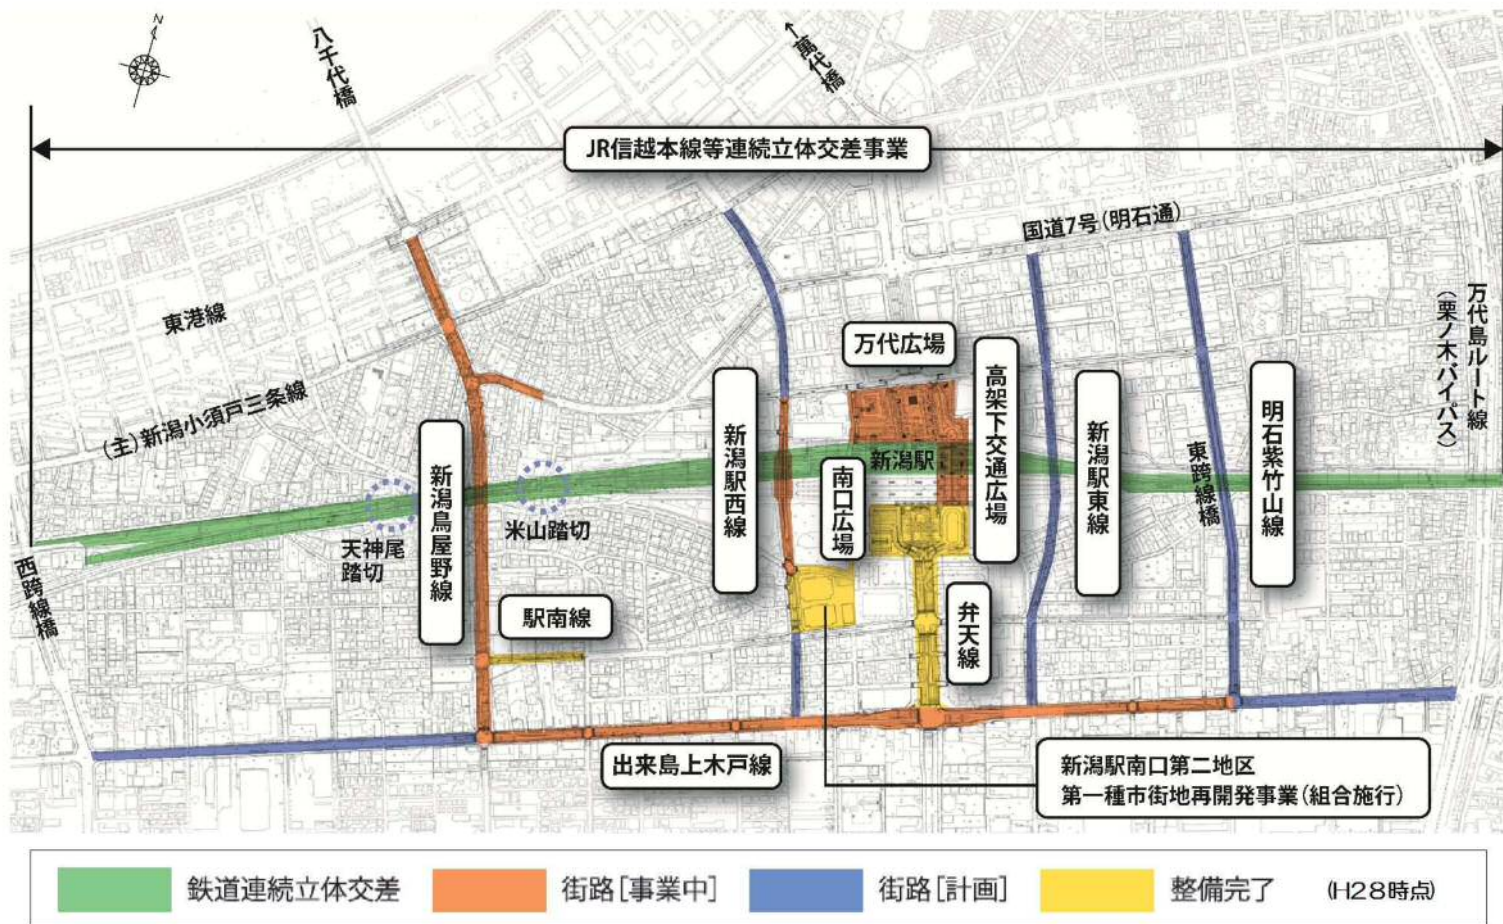 N
八千代橋
↑萬代橋
JR信越本線等連続立体交差事業
国道7号(明石通)
東港線
(主)新潟小須戸三条線
万代島ルート線
(栗ノ木バイパス)
万代広場
高架下交通広場
新潟駅西線
新潟鳥屋野線
新潟駅
南口広場
新潟駅東線
東跨線橋
明石紫竹山線
天神尾
踏切
米山踏切
西跨線橋
駅南線
弁天線
出来島上木戸線
新潟駅南口第二地区
第一種市街地再開発事業(組合施行)
鉄道連続立体交差
街路[事業中]
街路[計画]
整備完了
(H28時点)